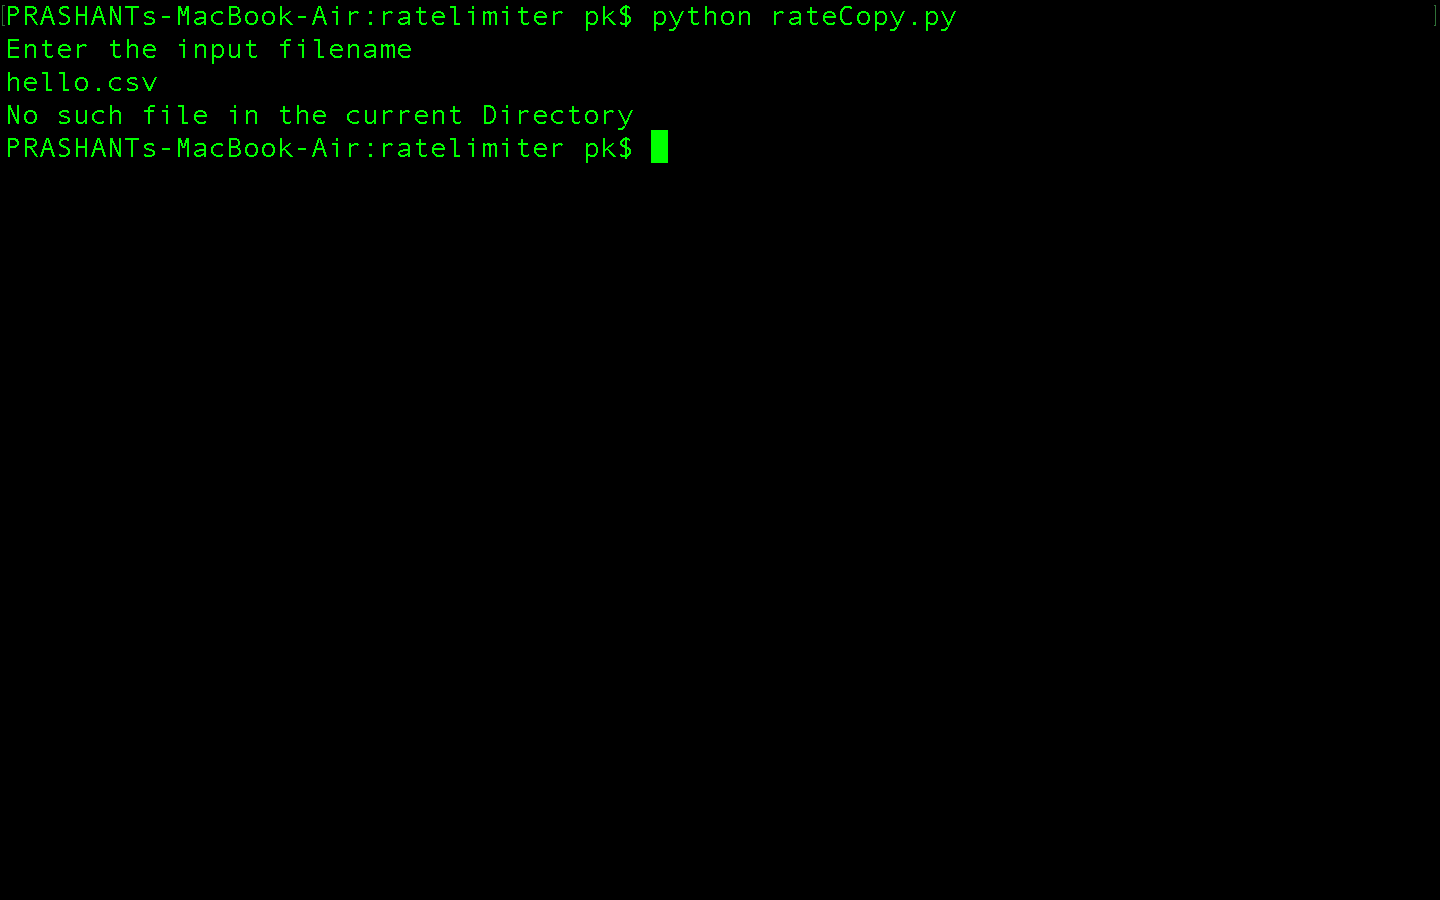 [PRASHANTs-MacBook-Air:ratelimiter pk$ python rateCopy.py ]
Enter the input filename
hello.csv
No such file in the current Directory
PRASHANTs-MacBook-Air:ratelimiter pk$